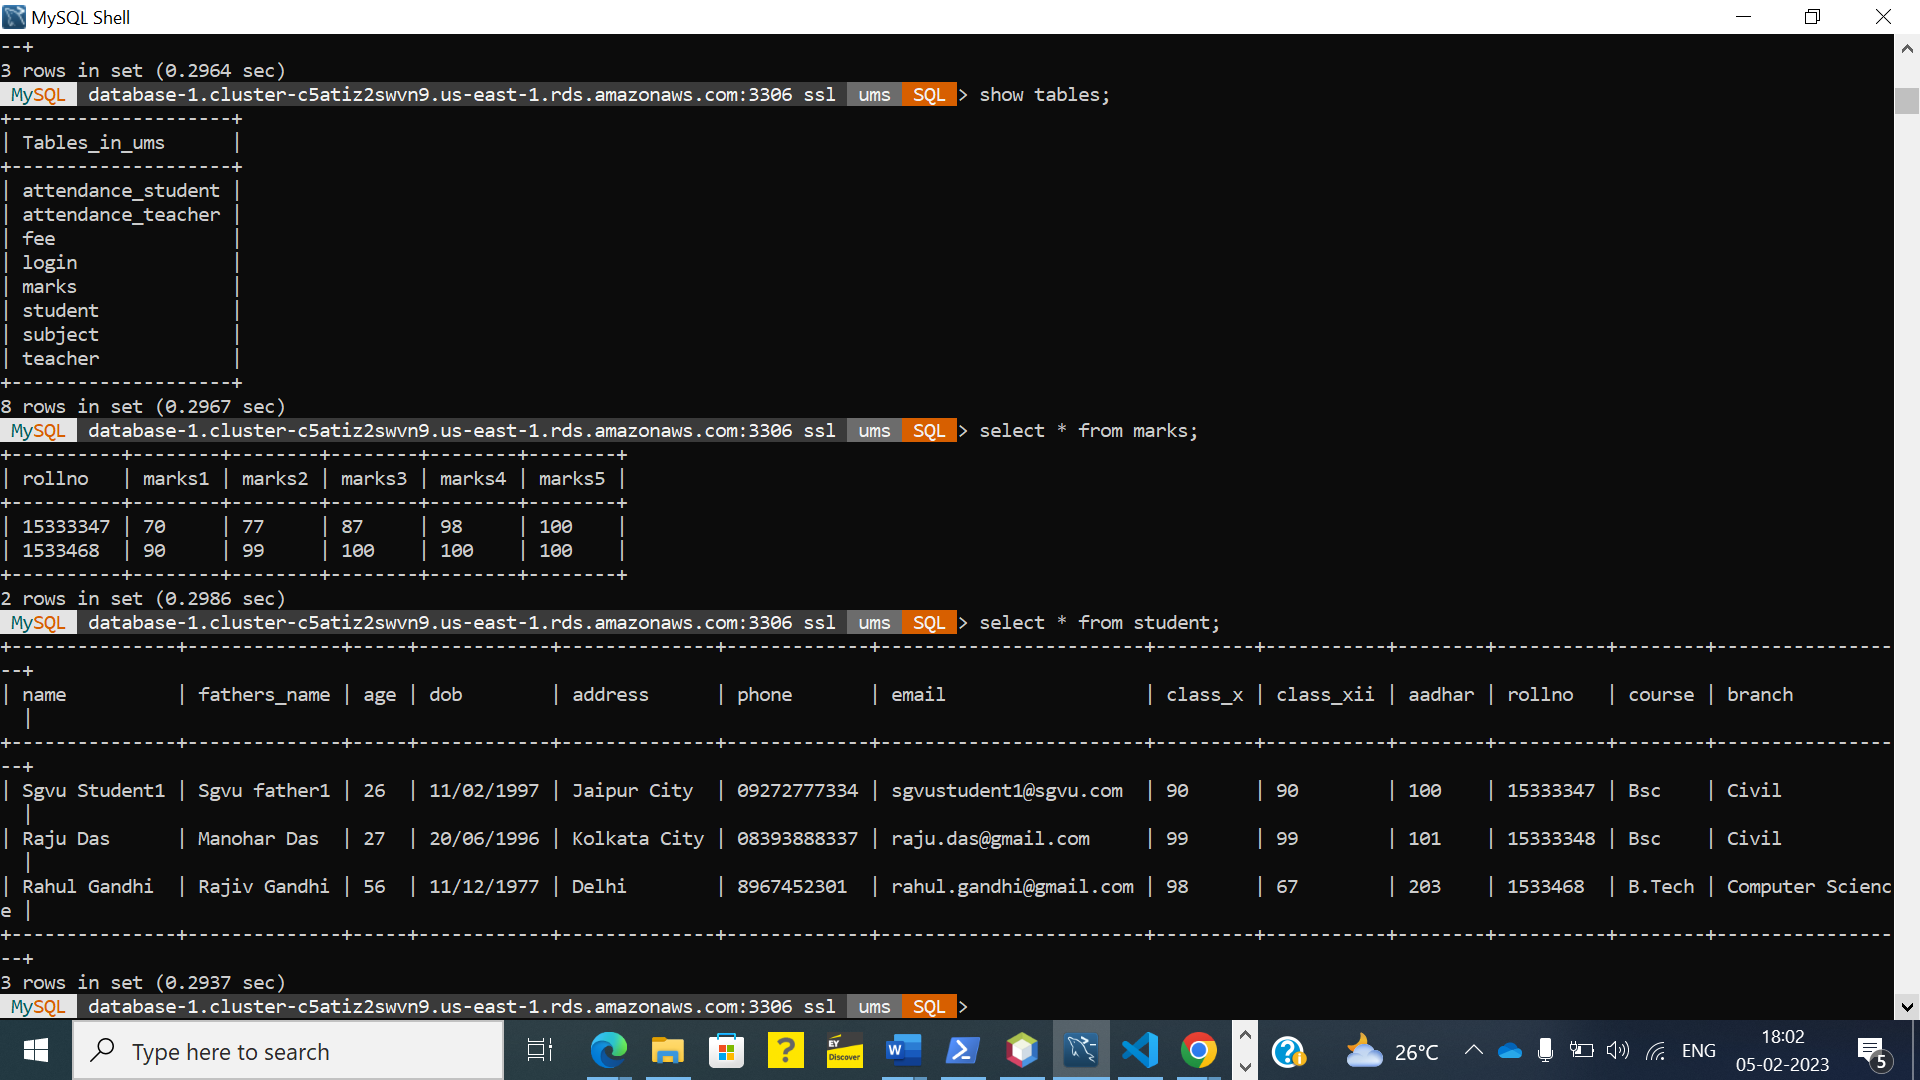 MySQL Shell
--+
3 rows in set (0.2964 sec)
MySQL database-1.cluster-c5atiz2swvn9.us-east-1.rds.amazonaws.com:3306 ssl ums SQL > show tables;
+--------------------+
| Tables_in_ums      |
+--------------------+
| attendance_student |
| attendance_teacher |
| fee                |
| login              |
| marks              |
| student            |
| subject            |
| teacher            |
+--------------------+
8 rows in set (0.2967 sec)
MySQL database-1.cluster-c5atiz2swvn9.us-east-1.rds.amazonaws.com:3306 ssl ums SQL > select * from marks;
+----------+--------+--------+--------+--------+--------+
| rollno   | marks1 | marks2 | marks3 | marks4 | marks5 |
+----------+--------+--------+--------+--------+--------+
| 15333347 | 70     | 77     | 87     | 98     | 100    |
| 1533468  | 90     | 99     | 100    | 100    | 100    |
+----------+--------+--------+--------+--------+--------+
2 rows in set (0.2986 sec)
MySQL database-1.cluster-c5atiz2swvn9.us-east-1.rds.amazonaws.com:3306 ssl ums SQL > select * from student;
+---------------+--------------+-----+------------+--------------+-------------+------------------------+---------+-----------+--------+----------+--------+----------------
--+
| name          | fathers_name | age | dob        | address      | phone       | email                  | class_x | class_xii | aadhar | rollno   | course | branch
  |
+---------------+--------------+-----+------------+--------------+-------------+------------------------+---------+-----------+--------+----------+--------+----------------
--+
| Sgvu Student1 | Sgvu father1 | 26  | 11/02/1997 | Jaipur City  | 09272777334 | sgvustudent1@sgvu.com  | 90      | 90        | 100    | 15333347 | Bsc    | Civil
  |
| Raju Das      | Manohar Das  | 27  | 20/06/1996 | Kolkata City | 08393888337 | raju.das@gmail.com     | 99      | 99        | 101    | 15333348 | Bsc    | Civil
  |
| Rahul Gandhi  | Rajiv Gandhi | 56  | 11/12/1977 | Delhi        | 8967452301  | rahul.gandhi@gmail.com | 98      | 67        | 203    | 1533468  | B.Tech | Computer Scienc
e |
+---------------+--------------+-----+------------+--------------+-------------+------------------------+---------+-----------+--------+----------+--------+----------------
--+
3 rows in set (0.2937 sec)
MySQL database-1.cluster-c5atiz2swvn9.us-east-1.rds.amazonaws.com:3306 ssl ums SQL >
Type here to search
EY
Discover
26°C
ENG
18:02
05-02-2023
5